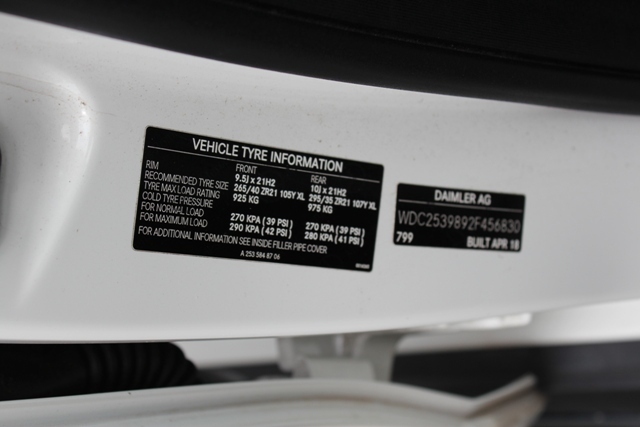 VEHICLE TYRE INFORMATION
FRONT REAR
RIM 9.5J x 21H2 10J x 21H2
RECOMMENDED TYRE SIZE 265/40 ZR21 105Y XL 295/35 ZR21 107Y XL
TYRE MAX LOAD RATING 925 KG 975 KG
COLD TYRE PRESSURE
FOR NORMAL LOAD 270 KPA (39 PSI) 270 KPA (39 PSI)
FOR MAXIMUM LOAD 290 KPA (42 PSI) 280 KPA (41 PSI)
FOR ADDITIONAL INFORMATION SEE INSIDE FILLER PIPE COVER
A 253 584 87 06
DAIMLER AG
WDC2539892F456830
799 BUILT APR 18